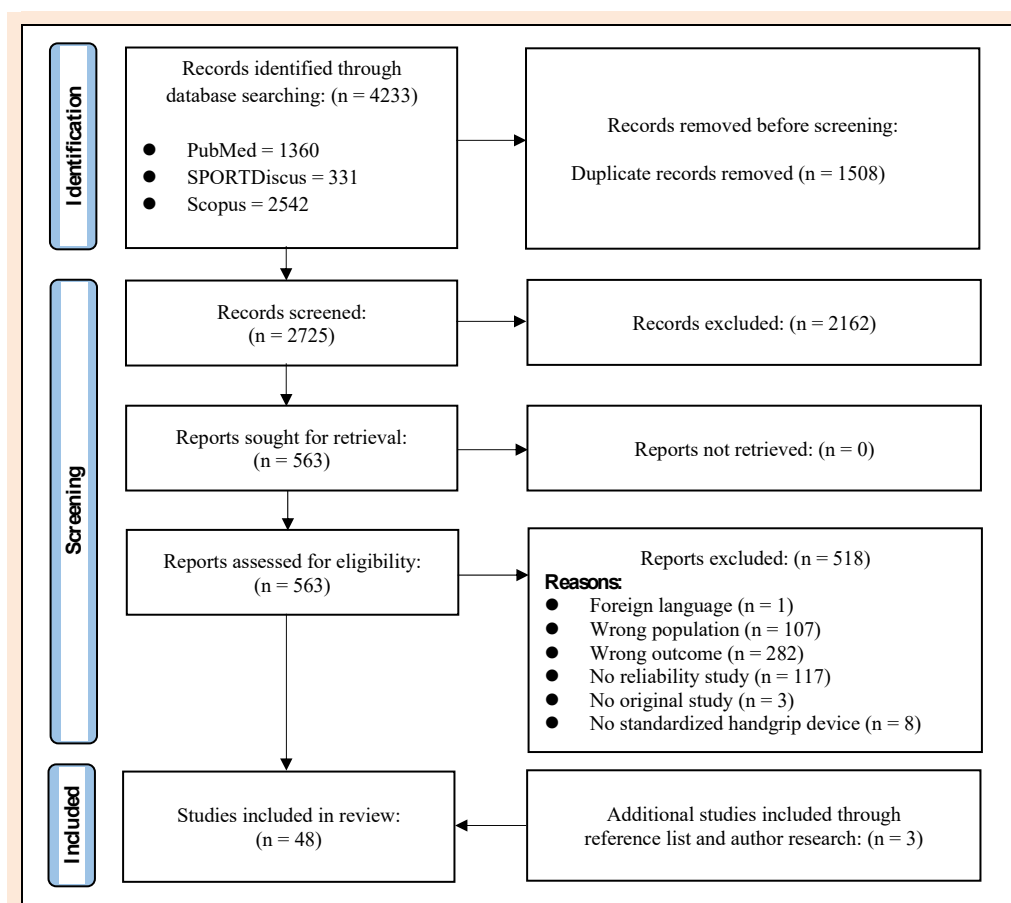 Identification
Records identified through
database searching: (n = 4233)
● PubMed = 1360
● SPORTDiscus = 331
● Scopus = 2542
Records removed before screening:
Duplicate records removed (n = 1508)
Screening
Records screened:
(n = 2725)
Records excluded: (n = 2162)
Reports sought for retrieval:
(n = 563)
Reports not retrieved: (n = 0)
Reports assessed for eligibility:
(n = 563)
Reports excluded: (n = 518)
Reasons:
● Foreign language (n = 1)
● Wrong population (n = 107)
● Wrong outcome (n = 282)
● No reliability study (n = 117)
● No original study (n = 3)
● No standardized handgrip device (n = 8)
Included
Studies included in review:
(n = 48)
Additional studies included through
reference list and author research: (n = 3)